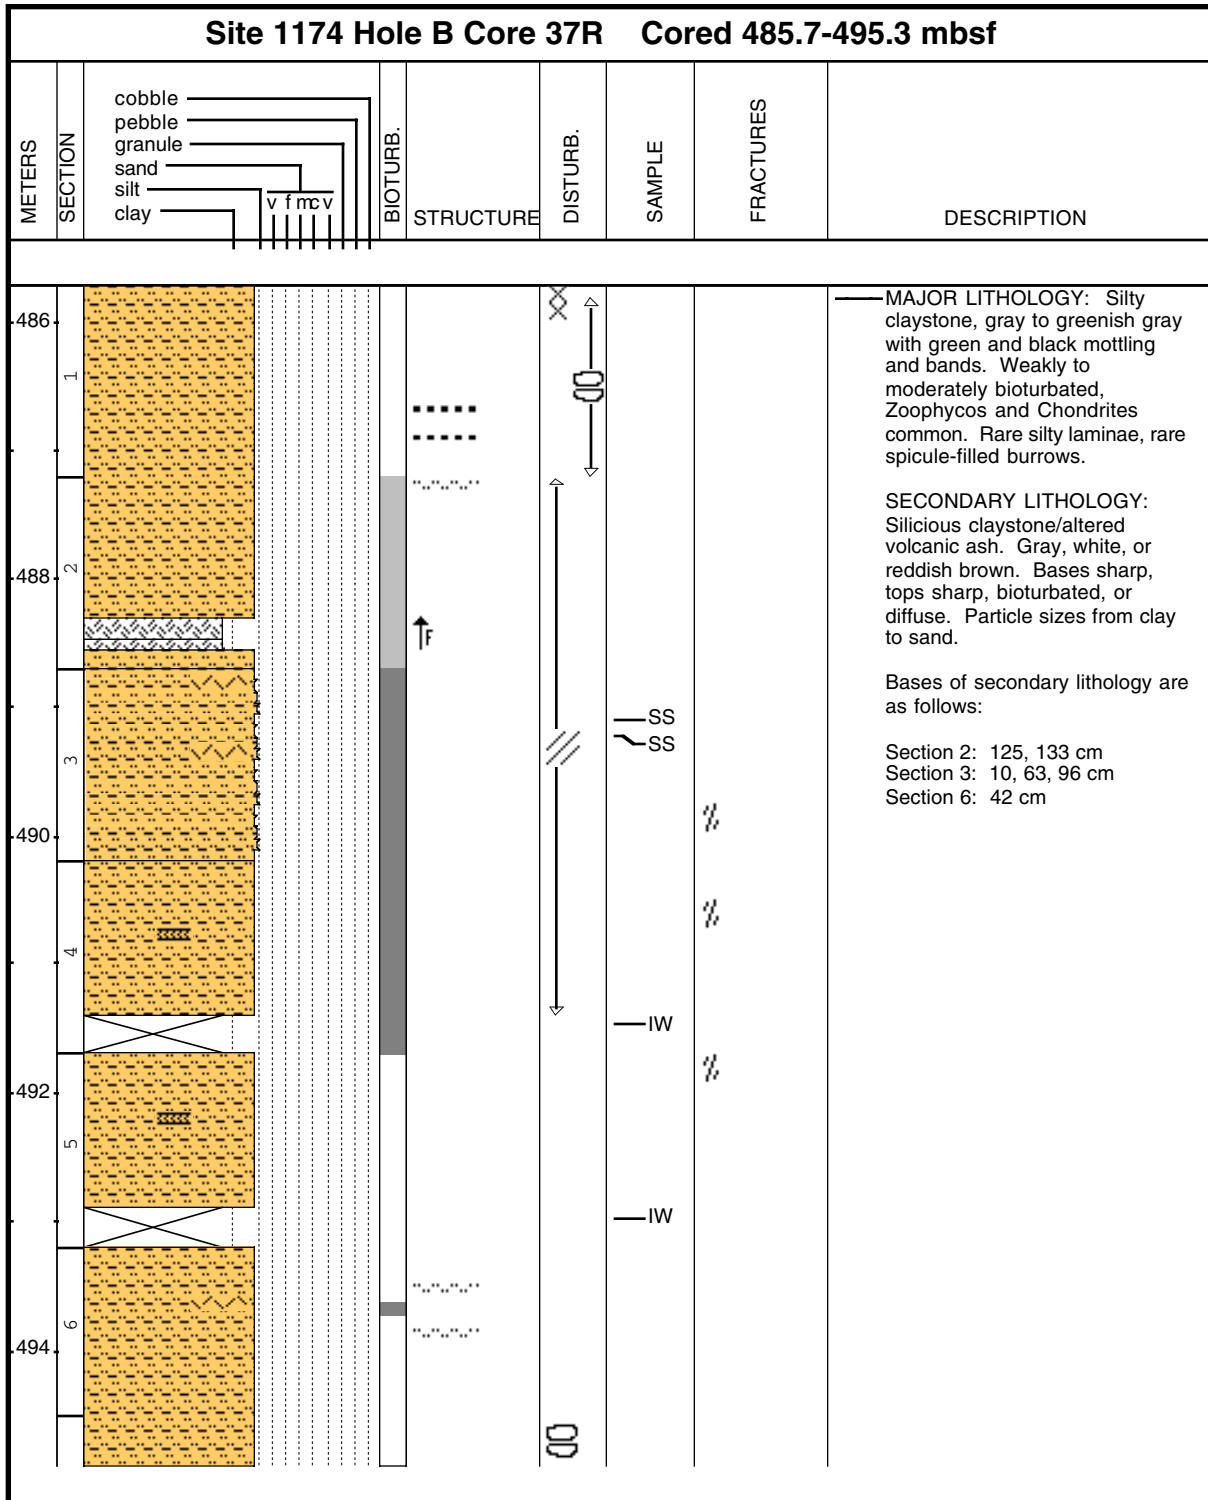 Site 1174 Hole B Core 37R Cored 485.7-495.3 mbsf
METERS
SECTION
cobble
pebble
granule
sand
silt
clay
v f m c v
BIOTURB.
STRUCTURE
DISTURB.
SAMPLE
FRACTURES
DESCRIPTION
486
488
490
492
494
1
2
3
4
5
6
F
SS
SS
IW
IW
MAJOR LITHOLOGY: Silty
claystone, gray to greenish gray
with green and black mottling
and bands. Weakly to
moderately bioturbated,
Zoophycos and Chondrites
common. Rare silty laminae, rare
spicule-filled burrows.
SECONDARY LITHOLOGY:
Silicious claystone/altered
volcanic ash. Gray, white, or
reddish brown. Bases sharp,
tops sharp, bioturbated, or
diffuse. Particle sizes from clay
to sand.
Bases of secondary lithology are
as follows:
Section 2: 125, 133 cm
Section 3: 10, 63, 96 cm
Section 6: 42 cm